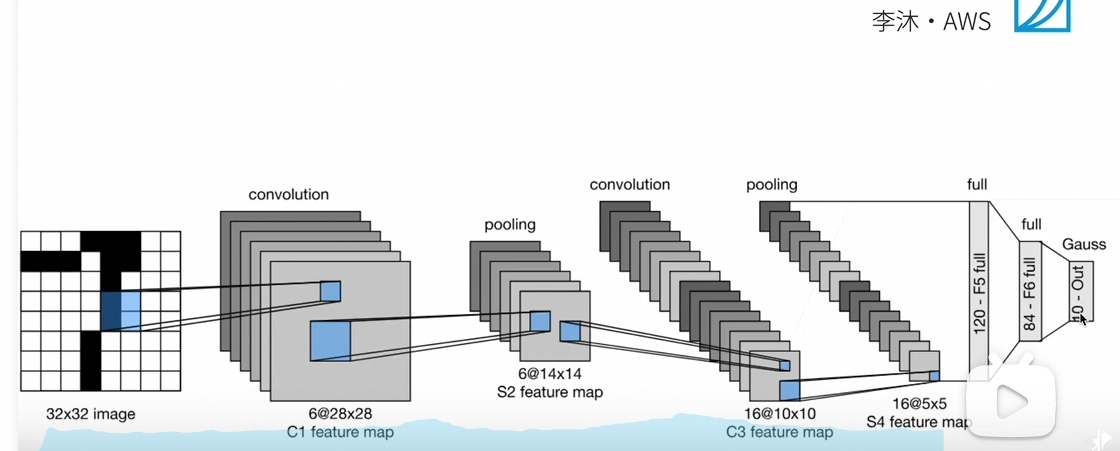 李沐·AWS
convolution
pooling
convolution
pooling
full
full
Gauss
120 - F5 full
84 - F6 full
10 - Out
32x32 image
6@28x28
C1 feature map
6@14x14
S2 feature map
16@10x10
C3 feature map
16@5x5
S4 feature map